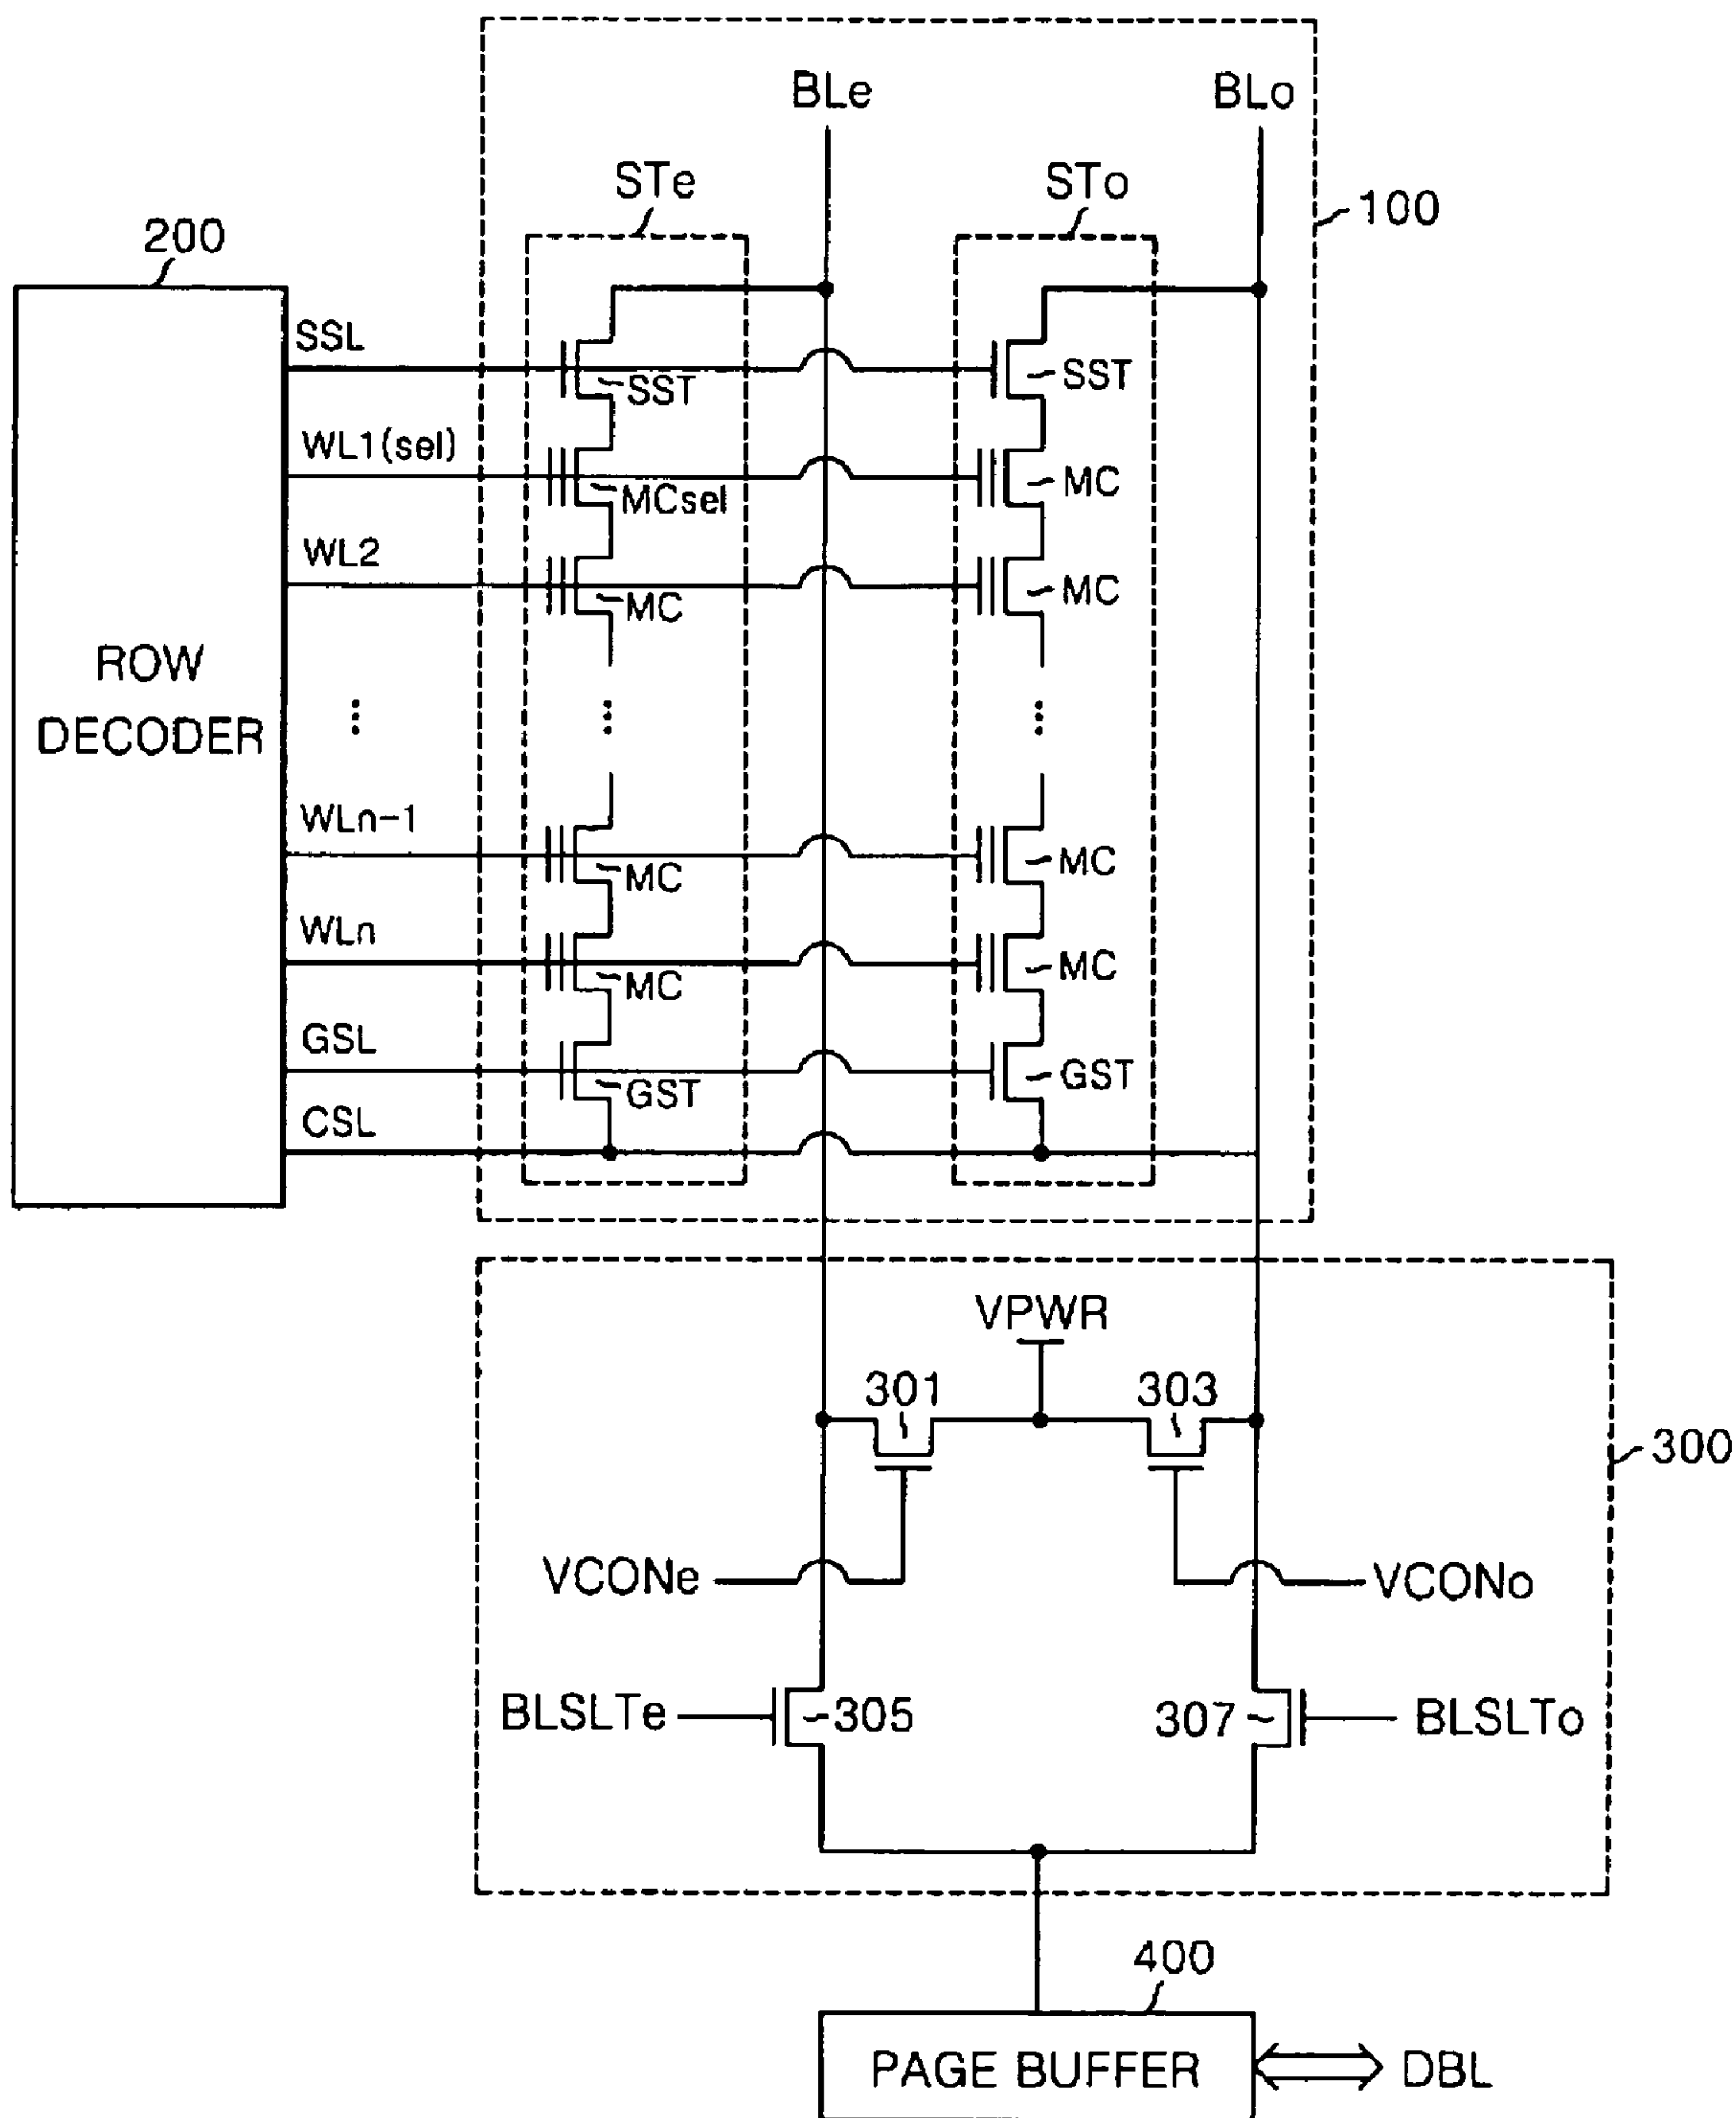 BLe
BLo
STe
STo
100
200
SSL
SST
SST
WL1(sel)
MCsel
MC
WL2
MC
MC
ROW
DECODER
⋮
⋮
⋮
WLn-1
MC
MC
WLn
MC
MC
GSL
GST
GST
CSL
VPWR
301
303
300
VCONe
VCONo
BLSLTe
305
307
BLSLTo
400
PAGE BUFFER
DBL